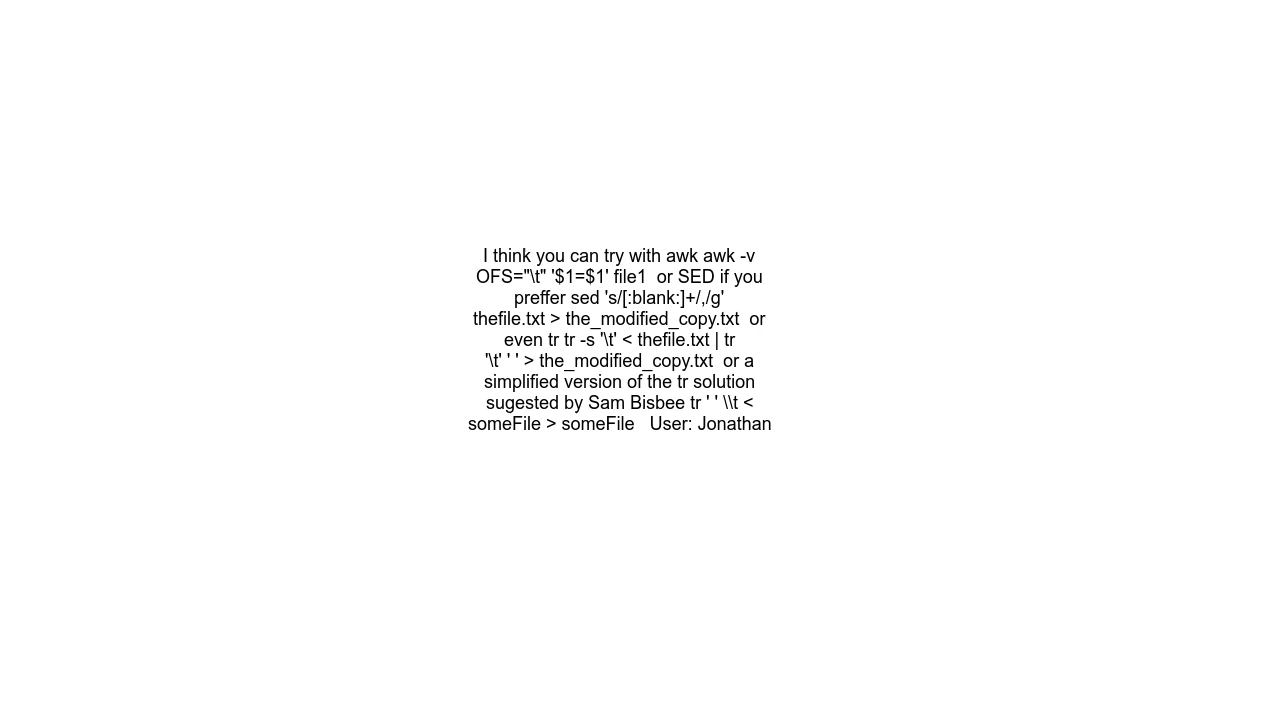 I think you can try with awk awk -v
OFS="\t" '$1=$1' file1  or SED if you
preffer sed 's/[:blank:]+/,/g'
thefile.txt > the_modified_copy.txt  or
even tr tr -s '\t' < thefile.txt | tr
'\t' ' ' > the_modified_copy.txt  or a
simplified version of the tr solution
sugested by Sam Bisbee tr ' ' \\t <
someFile > someFile   User: Jonathan